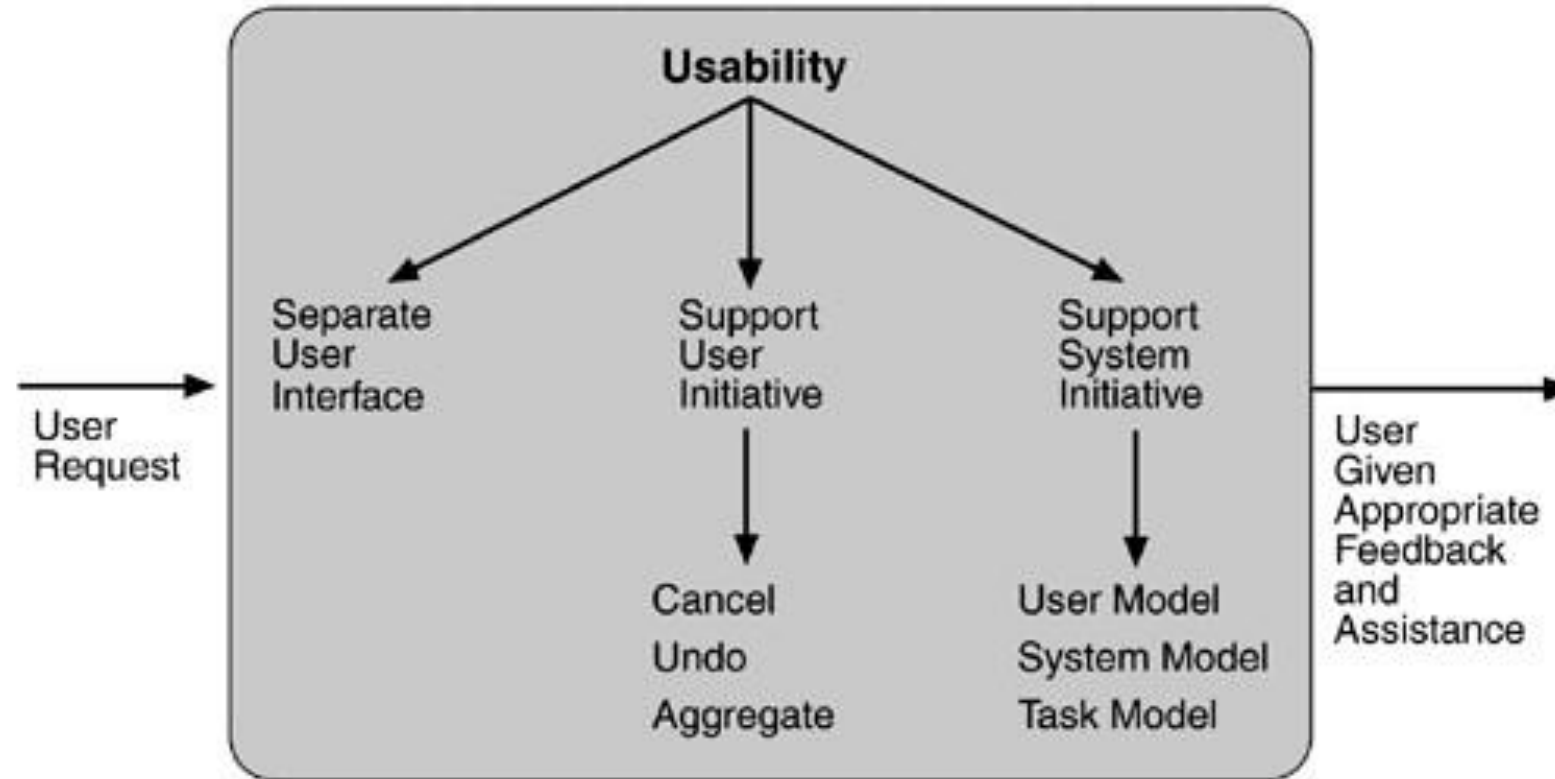 Usability
Separate
User
Interface
Support
User
Initiative
Support
System
Initiative
User
Request
User
Given
Appropriate
Feedback
and
Assistance
Cancel
Undo
Aggregate
User Model
System Model
Task Model